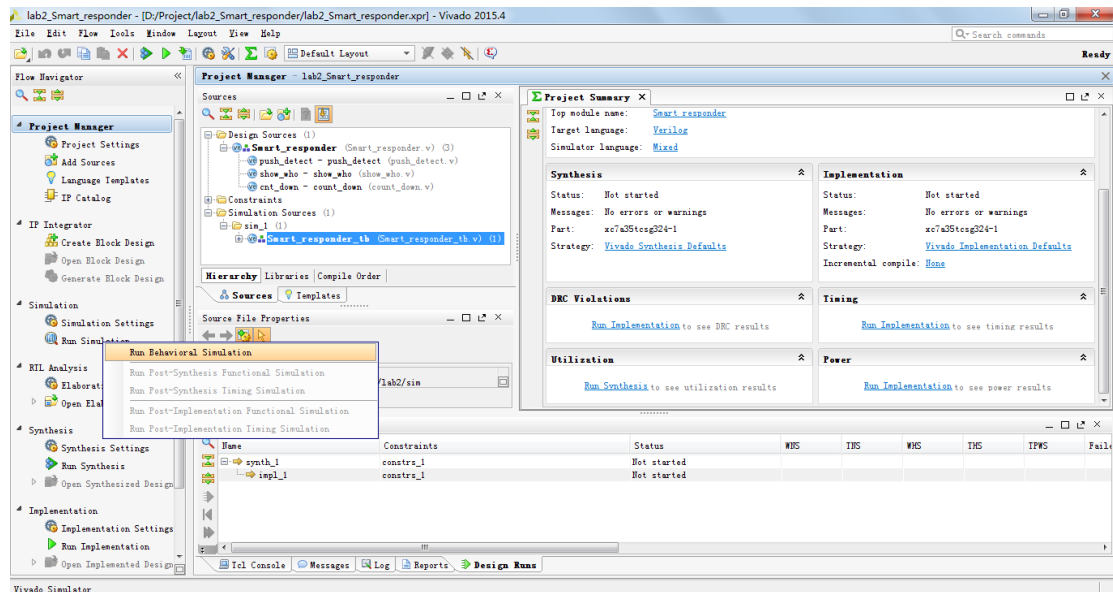 lab2_Smart_responder - [D:/Project/lab2_Smart_responder/lab2_Smart_responder.xpr] - Vivado 2015.4
File Edit Flow Tools Window Layout View Help
Search commands
Default Layout
Ready
Flow Navigator
Project Manager
Project Settings
Add Sources
Language Templates
IP Catalog
IP Integrator
Create Block Design
Open Block Design
Generate Block Design
Simulation
Simulation Settings
Run Simulation
RTL Analysis
Elaborat
Open Elal
Synthesis
Synthesis Settings
Run Synthesis
Open Synthesized Design
Implementation
Implementation Settings
Run Implementation
Open Implemented Design
Run Behavioral Simulation
Run Post-Synthesis Functional Simulation
Run Post-Synthesis Timing Simulation
Run Post-Implementation Functional Simulation
Run Post-Implementation Timing Simulation
Project Manager - lab2_Smart_responder
Sources
Design Sources (1)
Smart_responder (Smart_responder.v) (3)
push_detect - push_detect (push_detect.v)
show_who - show_who (show_who.v)
cnt_down - count_down (count_down.v)
Constraints
Simulation Sources (1)
sim_1 (1)
Smart_responder_tb (Smart_responder_tb.v) (1)
Hierarchy Libraries Compile Order
Sources Templates
Source File Properties
/lab2/sim
Project Summary
Top module name: Smart_responder
Target language: Verilog
Simulator language: Mixed
Synthesis
Status: Not started
Messages: No errors or warnings
Part: xc7a35tcsg324-1
Strategy: Vivado Synthesis Defaults
Implementation
Status: Not started
Messages: No errors or warnings
Part: xc7a35tcsg324-1
Strategy: Vivado Implementation Defaults
Incremental compile: None
DRC Violations
Run Implementation to see DRC results
Timing
Run Implementation to see timing results
Utilization
Run Synthesis to see utilization results
Power
Run Implementation to see power results
Name Constraints Status WNS TNS WHS THS TPWS Faile
synth_1 constrs_1 Not started
impl_1 constrs_1 Not started
Tcl Console Messages Log Reports Design Runs
Vivado Simulator